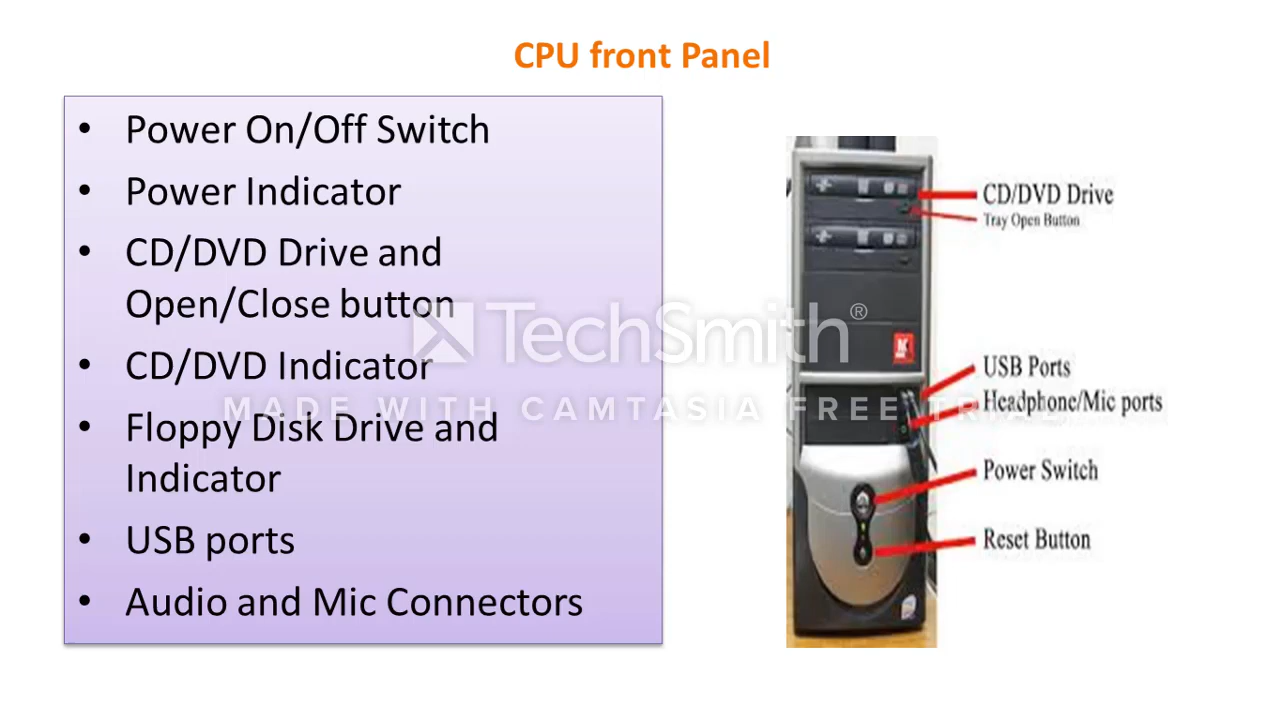 CPU front Panel
• Power On/Off Switch
• Power Indicator
• CD/DVD Drive and
Open/Close button
• CD/DVD Indicator
• Floppy Disk Drive and
Indicator
• USB ports
• Audio and Mic Connectors
CD/DVD Drive
Tray Open Button
USB Ports
Headphone/Mic ports
Power Switch
Reset Button
TechSmith®
MADE WITH CAMTASIA FREE TRIAL